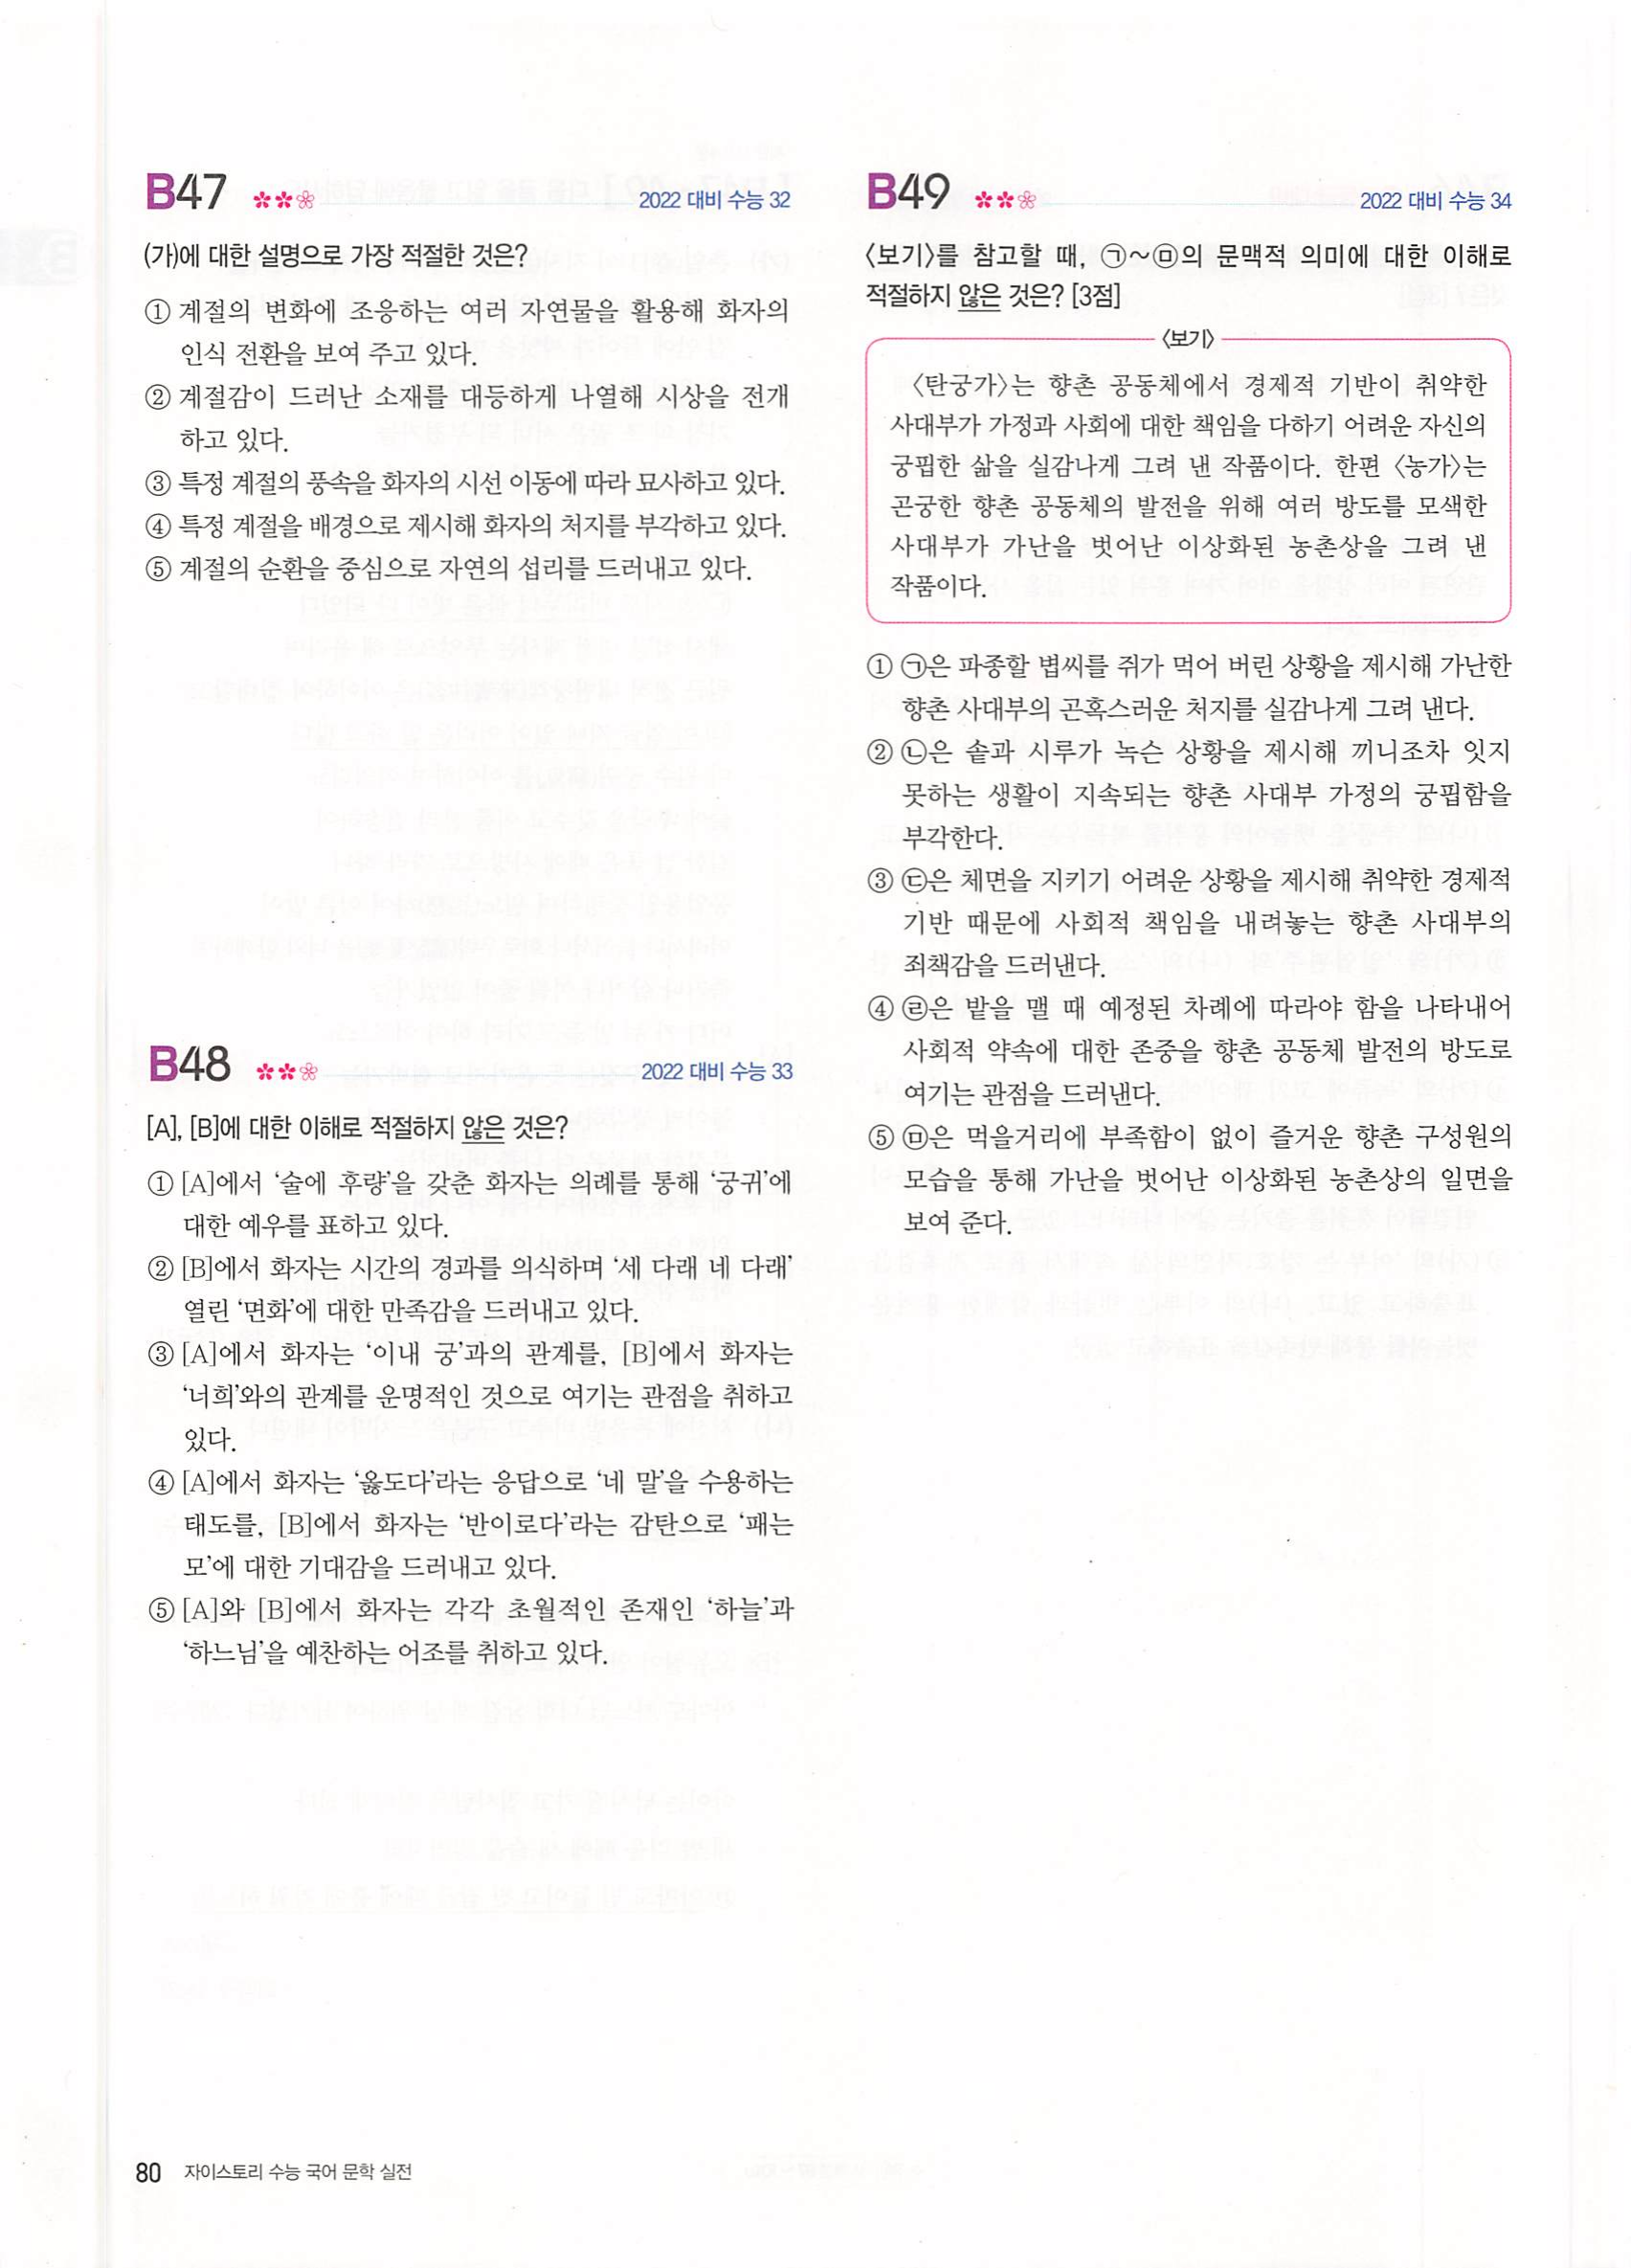 B47
2022 대비 수능 32
(가)에 대한 설명으로 가장 적절한 것은?
① 계절의 변화에 조응하는 여러 자연물을 활용해 화자의
인식 전환을 보여 주고 있다.
② 계절감이 드러난 소재를 대등하게 나열해 시상을 전개
하고 있다.
③ 특정 계절의 풍속을 화자의 시선 이동에 따라 묘사하고 있다.
④ 특정 계절을 배경으로 제시해 화자의 처지를 부각하고 있다.
⑤ 계절의 순환을 중심으로 자연의 섭리를 드러내고 있다.
B48
2022 대비 수능 33
[A], [B]에 대한 이해로 적절하지 않은 것은?
① [A]에서 ‘술에 후량’을 갖춘 화자는 의례를 통해 ‘궁귀’에
대한 예우를 표하고 있다.
② [B]에서 화자는 시간의 경과를 의식하며 ‘세 다래 네 다래’
열린 ‘면화’에 대한 만족감을 드러내고 있다.
③ [A]에서 화자는 ‘이내 궁’과의 관계를, [B]에서 화자는
‘너희’와의 관계를 운명적인 것으로 여기는 관점을 취하고
있다.
④ [A]에서 화자는 ‘옳도다’라는 응답으로 ‘네 말’을 수용하는
태도를, [B]에서 화자는 ‘반이로다’라는 감탄으로 ‘패는
모’에 대한 기대감을 드러내고 있다.
⑤ [A]와 [B]에서 화자는 각각 초월적인 존재인 ‘하늘’과
‘하느님’을 예찬하는 어조를 취하고 있다.
B49
2022 대비 수능 34
〈보기〉를 참고할 때, ㉠~㉤의 문맥적 의미에 대한 이해로
적절하지 않은 것은? [3점]
〈보기〉
〈탄궁가〉는 향촌 공동체에서 경제적 기반이 취약한
사대부가 가정과 사회에 대한 책임을 다하기 어려운 자신의
궁핍한 삶을 실감나게 그려 낸 작품이다. 한편 〈농가〉는
곤궁한 향촌 공동체의 발전을 위해 여러 방도를 모색한
사대부가 가난을 벗어난 이상화된 농촌상을 그려 낸
작품이다.
① ㉠은 파종할 볍씨를 쥐가 먹어 버린 상황을 제시해 가난한
향촌 사대부의 곤혹스러운 처지를 실감나게 그려 낸다.
② ㉡은 솥과 시루가 녹슨 상황을 제시해 끼니조차 잇지
못하는 생활이 지속되는 향촌 사대부 가정의 궁핍함을
부각한다.
③ ㉢은 체면을 지키기 어려운 상황을 제시해 취약한 경제적
기반 때문에 사회적 책임을 내려놓는 향촌 사대부의
죄책감을 드러낸다.
④ ㉣은 밭을 맬 때 예정된 차례에 따라야 함을 나타내어
사회적 약속에 대한 존중을 향촌 공동체 발전의 방도로
여기는 관점을 드러낸다.
⑤ ㉤은 먹을거리에 부족함이 없이 즐거운 향촌 구성원의
모습을 통해 가난을 벗어난 이상화된 농촌상의 일면을
보여 준다.
80 자이스토리 수능 국어 문학 실전